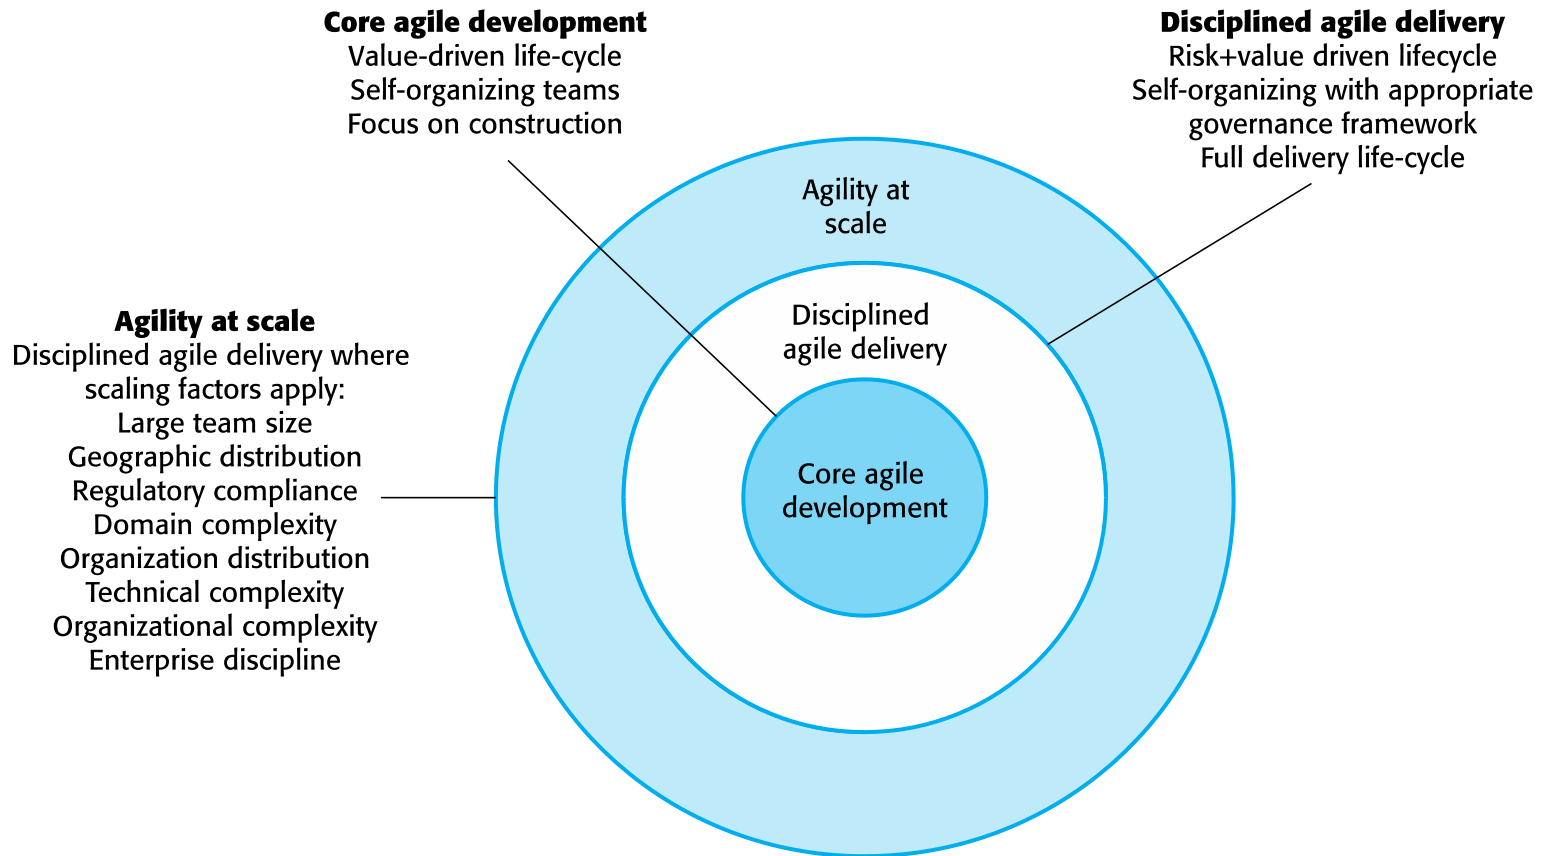 Core agile development
Value-driven life-cycle
Self-organizing teams
Focus on construction
Disciplined agile delivery
Risk+value driven lifecycle
Self-organizing with appropriate
governance framework
Full delivery life-cycle
Agility at
scale
Disciplined
agile delivery
Core agile
development
Agility at scale
Disciplined agile delivery where
scaling factors apply:
Large team size
Geographic distribution
Regulatory compliance
Domain complexity
Organization distribution
Technical complexity
Organizational complexity
Enterprise discipline